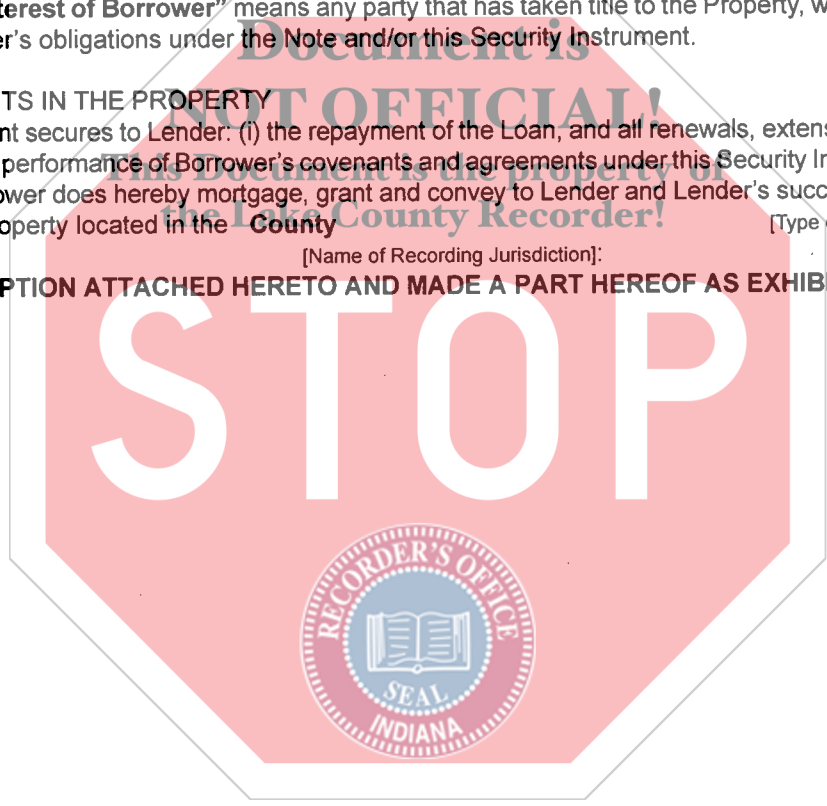 terest of Borrower" means any party that has taken title to the Property, w
Document is
er's obligations under the Note and/or this Security Instrument.
TS IN THE PROPERTY
NOT OFFICIAL!
nt secures to Lender: (i) the repayment of the Loan, and all renewals, extens
performance of Borrower's covenants and agreements under this Security In
This Document is the property of
ower does hereby mortgage, grant and convey to Lender and Lender's succ
the Lake County Recorder!
operty located in the County [Type
[Name of Recording Jurisdiction]:
PTION ATTACHED HERETO AND MADE A PART HEREOF AS EXHIB
STOP
RECORDER'S OFFICE
SEAL
INDIANA